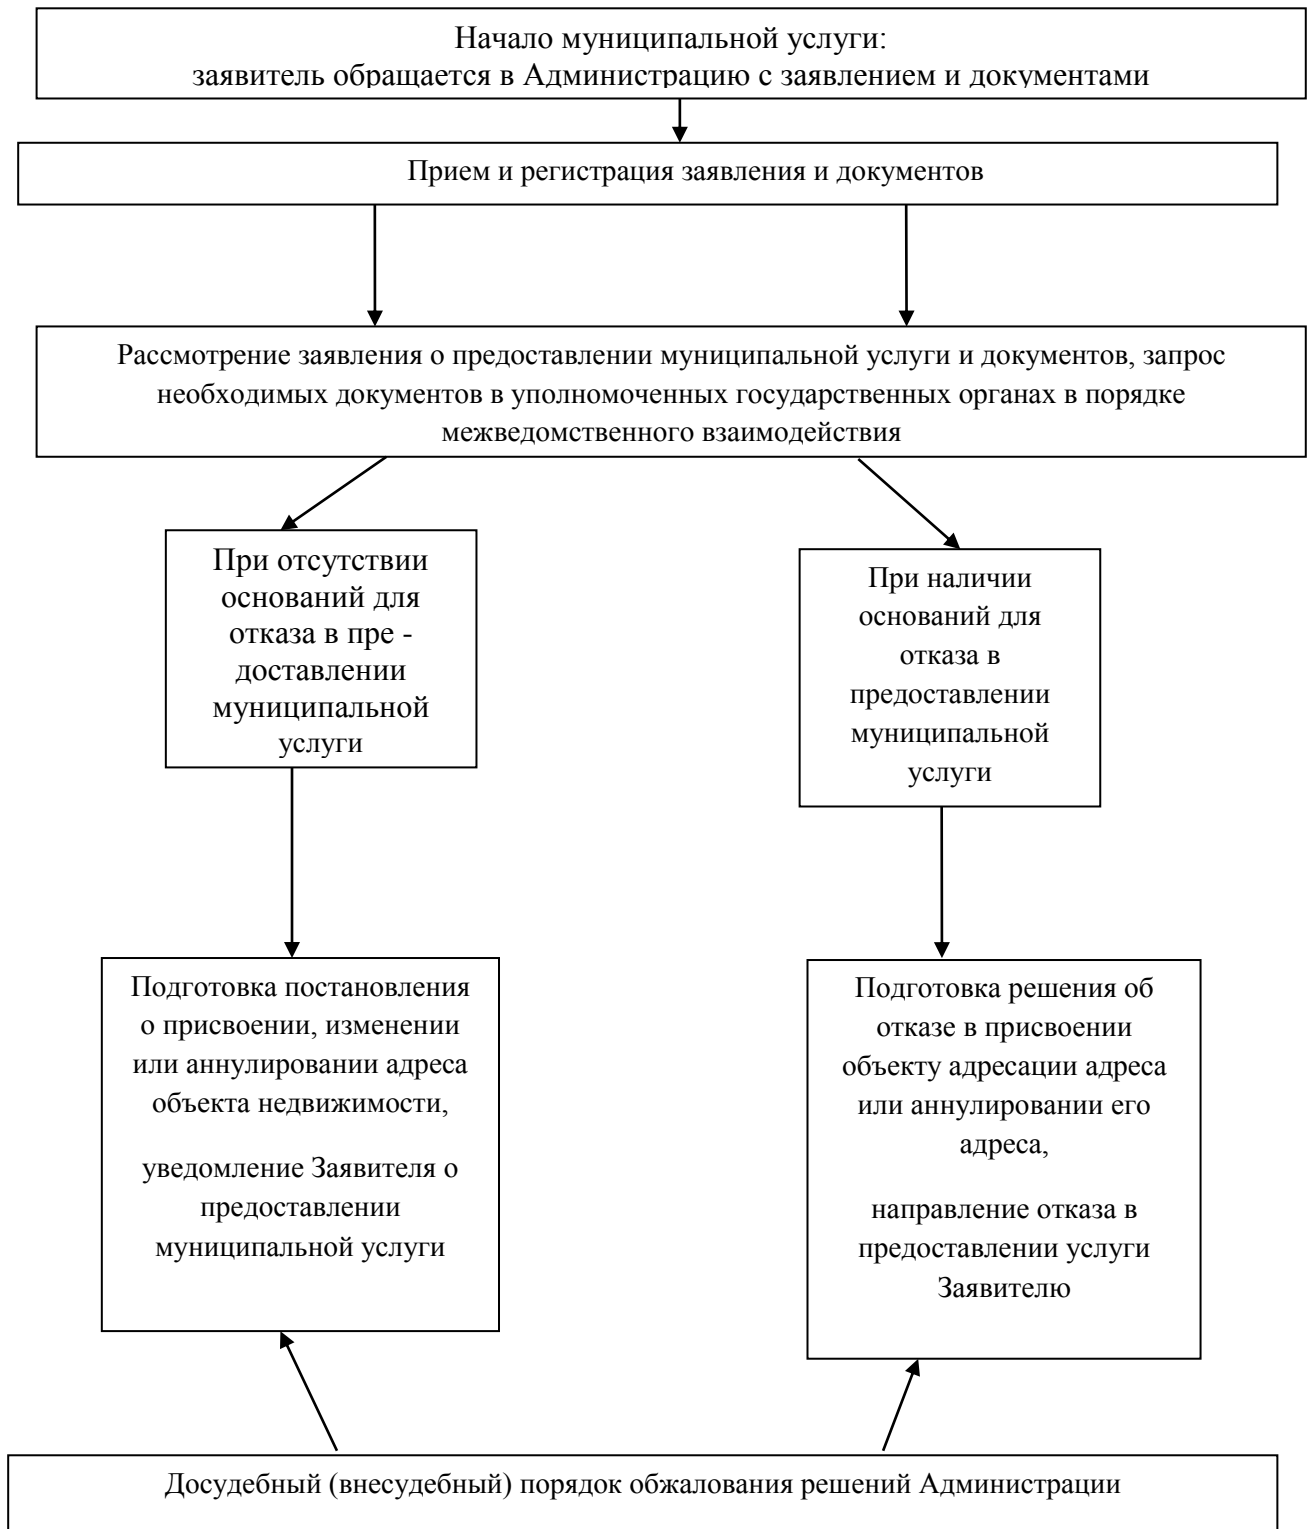 Начало муниципальной услуги:
заявитель обращается в Администрацию с заявлением и документами
Прием и регистрация заявления и документов
Рассмотрение заявления о предоставлении муниципальной услуги и документов, запрос
необходимых документов в уполномоченных государственных органах в порядке
межведомственного взаимодействия
При отсутствии
оснований для
отказа в пре -
доставлении
муниципальной
услуги
При наличии
оснований для
отказа в
предоставлении
муниципальной
услуги
Подготовка постановления
о присвоении, изменении
или аннулировании адреса
объекта недвижимости,
уведомление Заявителя о
предоставлении
муниципальной услуги
Подготовка решения об
отказе в присвоении
объекту адресации адреса
или аннулировании его
адреса,
направление отказа в
предоставлении услуги
Заявителю
Досудебный (внесудебный) порядок обжалования решений Администрации